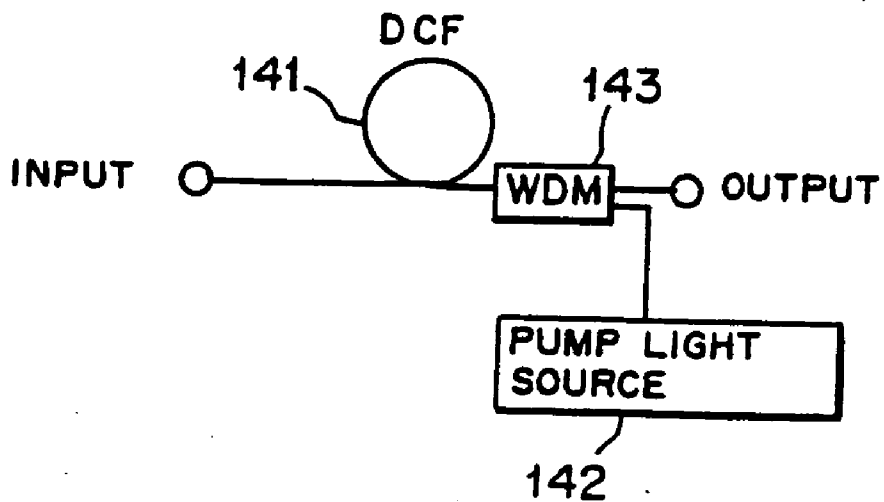 DCF
141
143
INPUT
WDM
OUTPUT
PUMP LIGHT
SOURCE
142